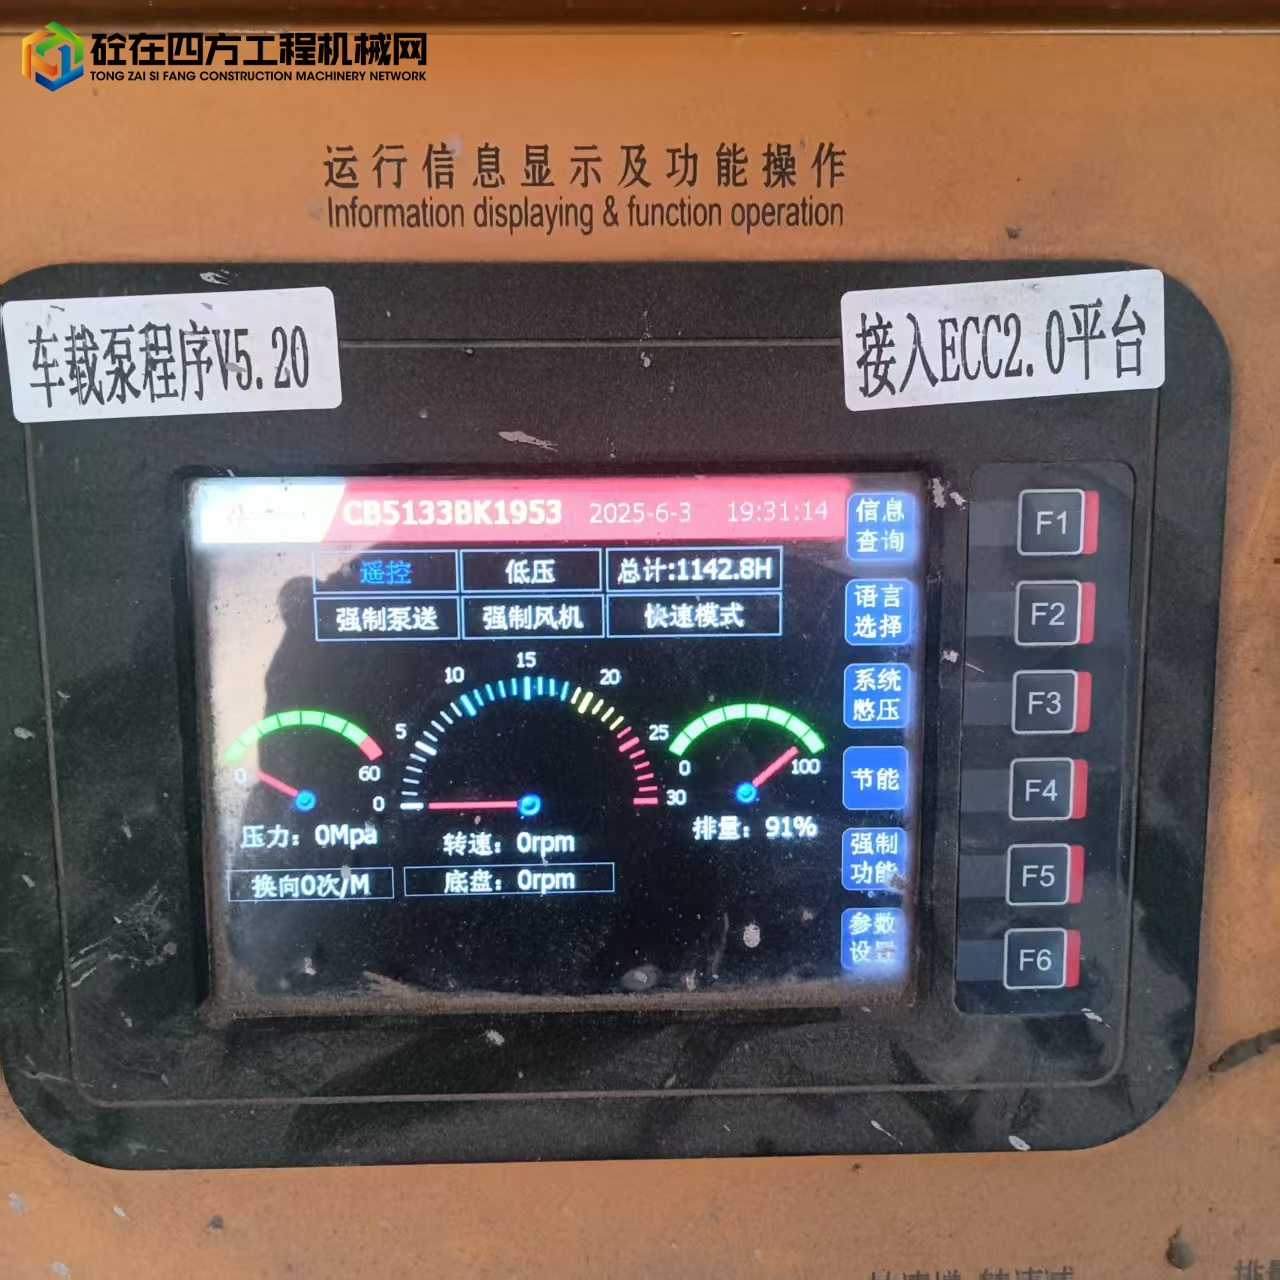 砼在四方工程机械网
TONG ZAI SI FANG CONSTRUCTION MACHINERY NETWORK
运行信息显示及功能操作
Information displaying & function operation
车载泵程序V5.20
接入ECC2.0平台
CB5133BK1953 2025-6-3 19:31:14
信息
查询
F1
遥控 低压 总计:1142.8H
强制泵送 强制风机 快速模式
语言
选择
F2
系统
憋压
F3
节能
F4
强制
功能
F5
参数
设置
F6
0 60
压力: 0Mpa
0 5 10 15 20 25 30
转速: 0rpm
0 100
排量: 91%
换向0次/M
底盘: 0rpm